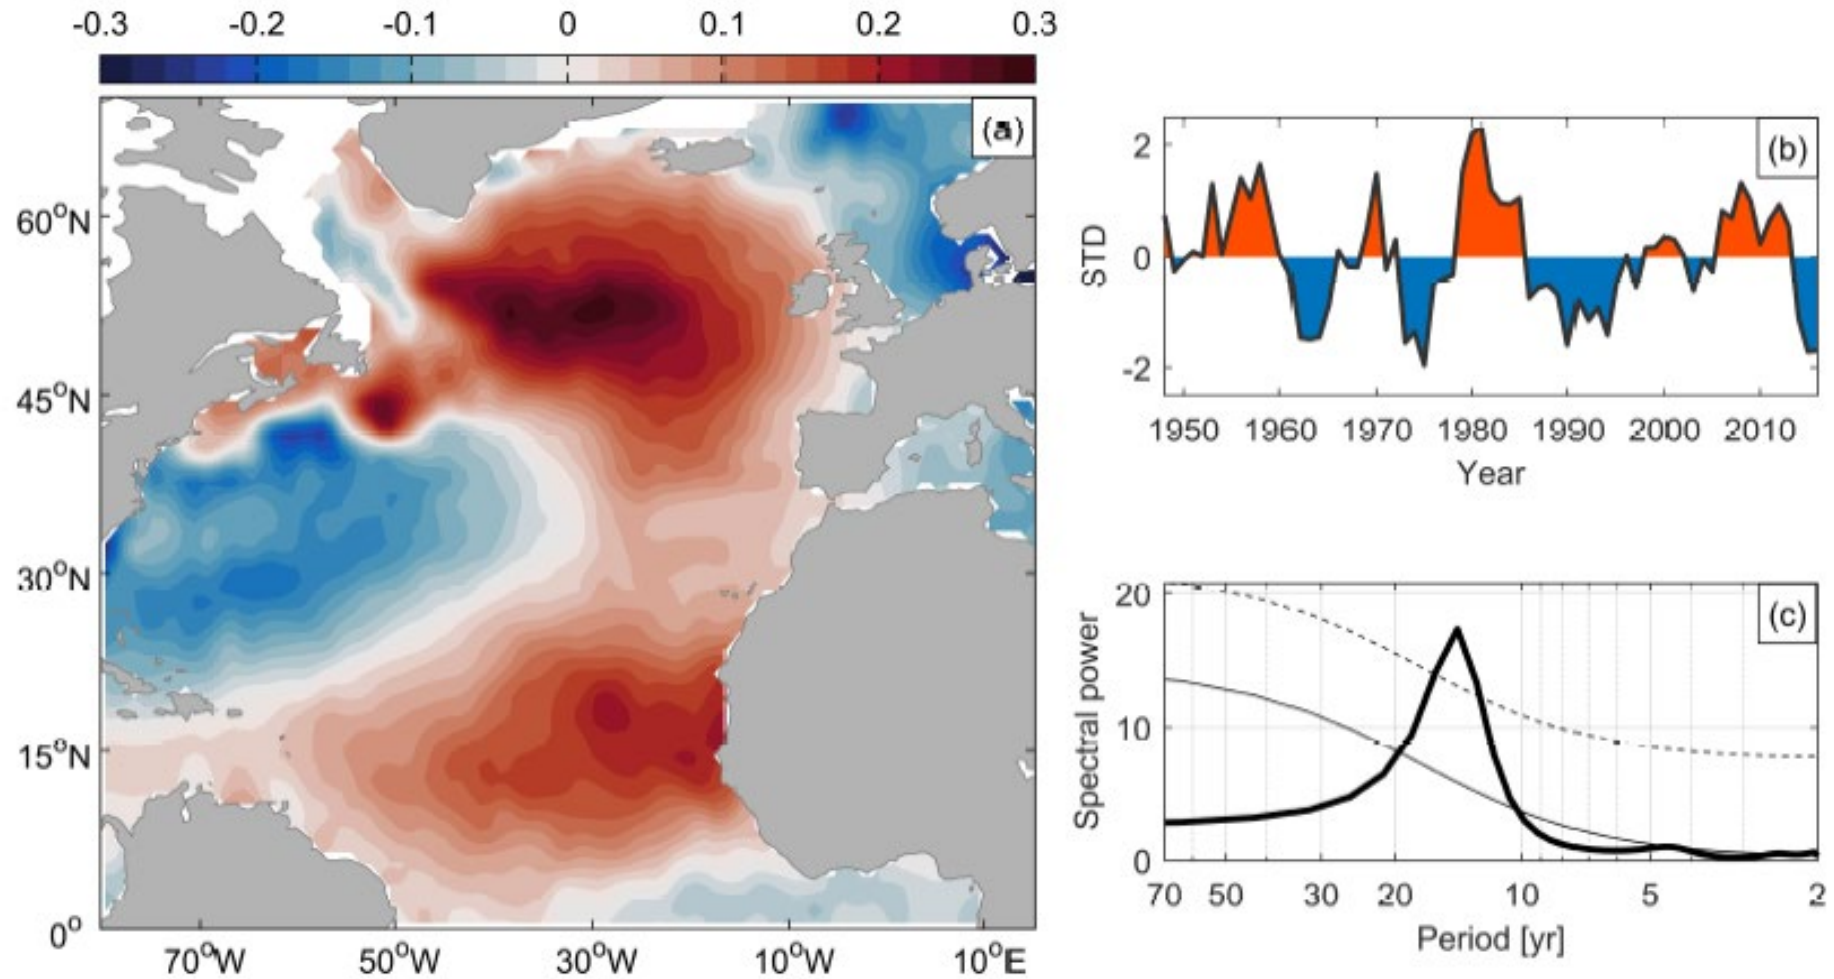 -0.3 -0.2 -0.1 0 0.1 0.2 0.3
(a)
60°N
45°N
30°N
15°N
0°
70°W 50°W 30°W 10°W 10°E
(b)
2
0
-2
STD
1950 1960 1970 1980 1990 2000 2010
Year
(c)
20
10
0
Spectral power
70 50 30 20 10 5 2
Period [yr]